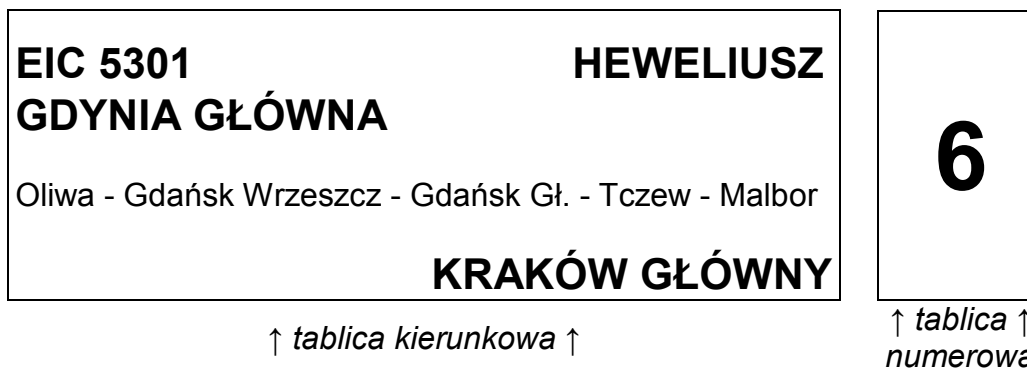 EIC 5301 HEWELIUSZ
GDYNIA GŁÓWNA
Oliwa - Gdańsk Wrzeszcz - Gdańsk Gł. - Tczew - Malbor
KRAKÓW GŁÓWNY
6
↑ tablica kierunkowa ↑
↑ tablica ↑
numerowa